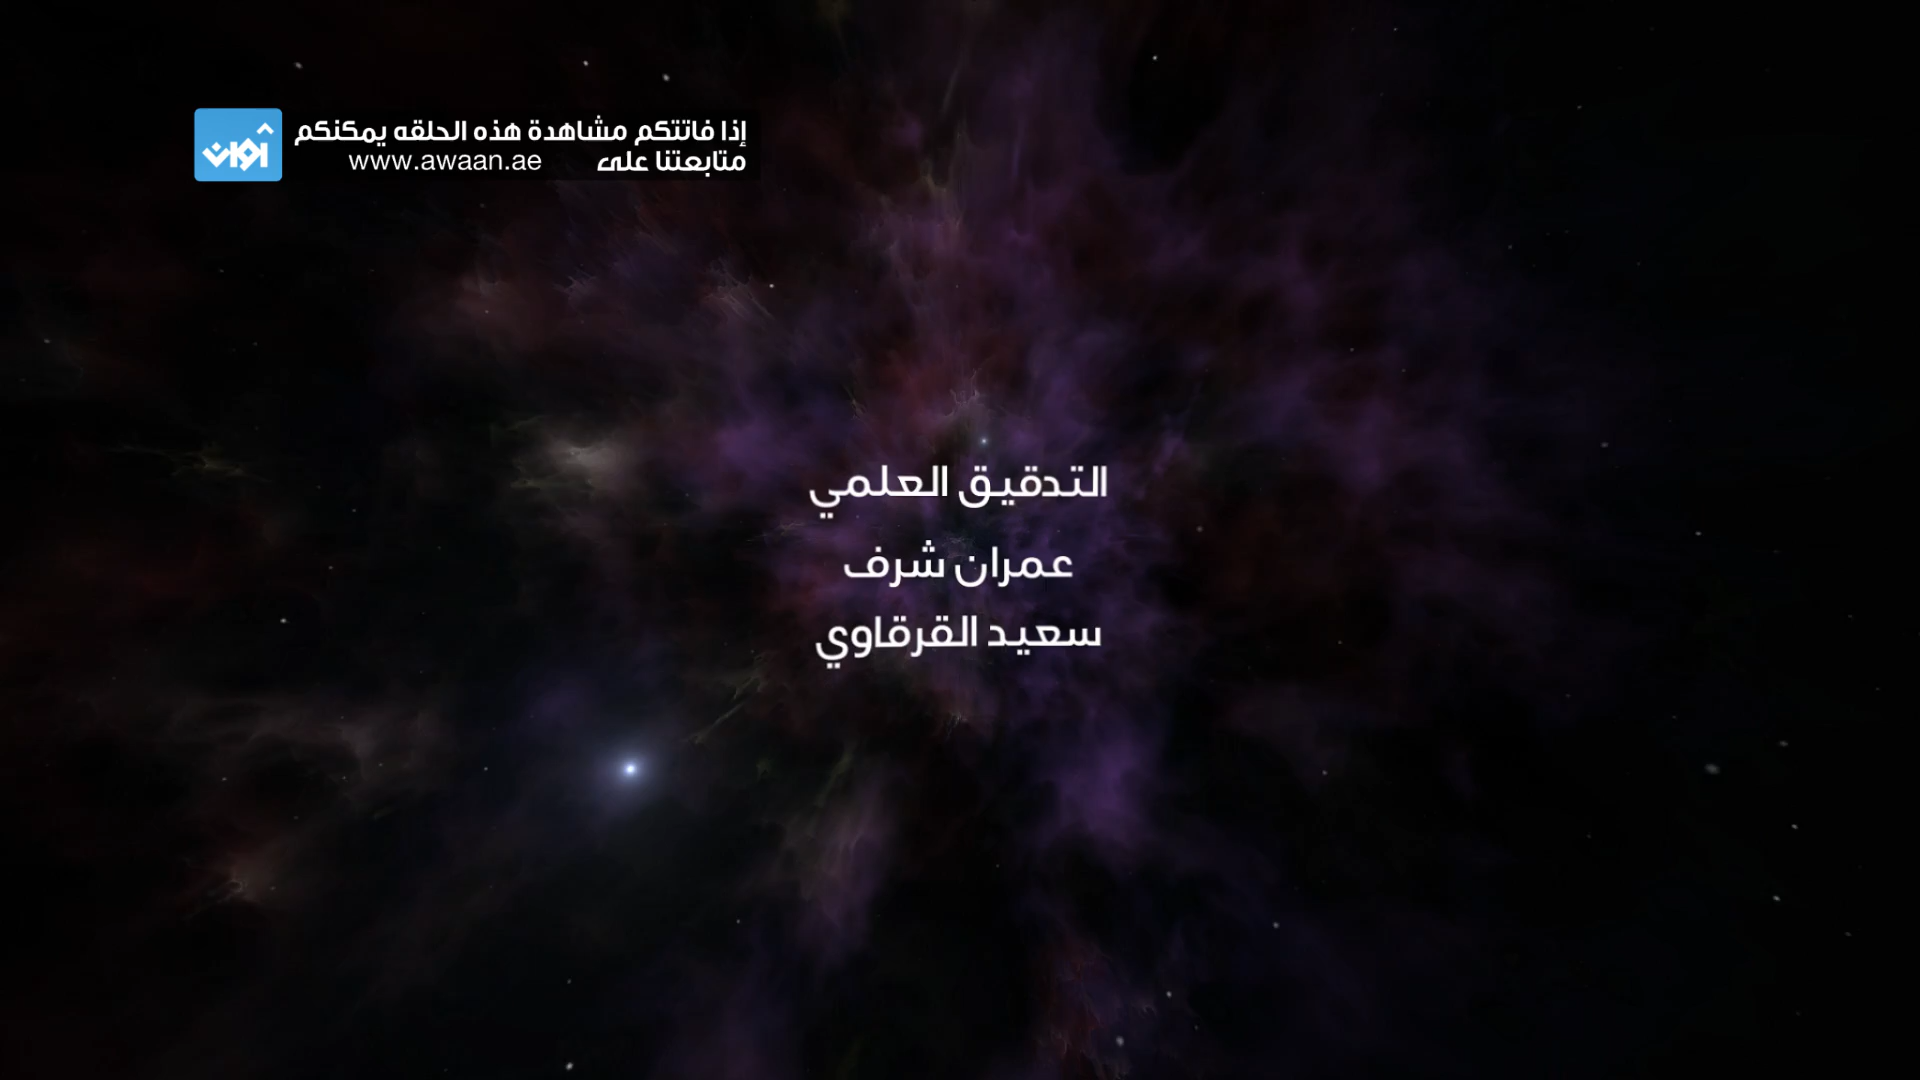 إذا فاتتكم مشاهدة هذه الحلقه يمكنكم
متابعتنا على www.awaan.ae
أوان
التدقيق العلمي
عمران شرف
سعيد القرقاوي